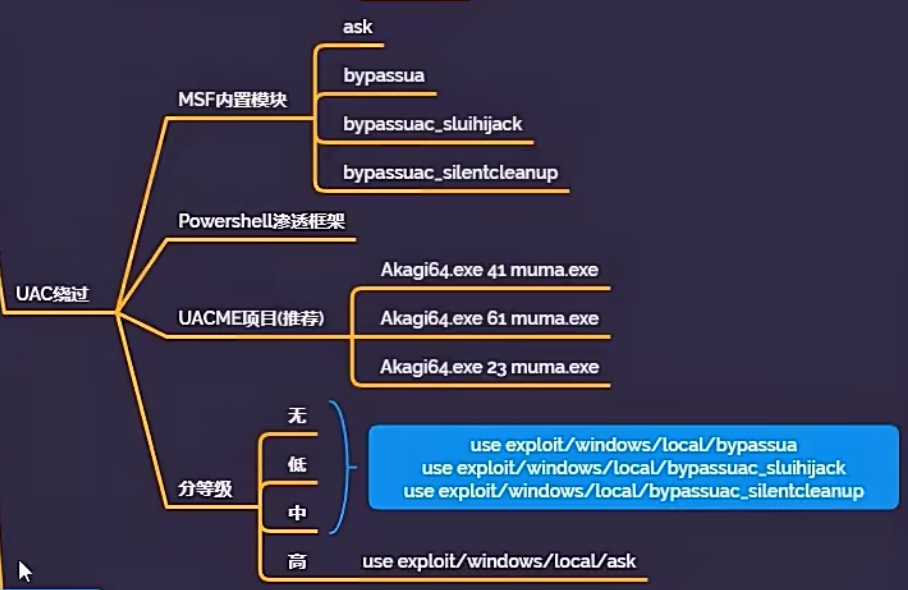 ask
bypassua
MSF内置模块
bypassuac_sluihijack
bypassuac_silentcleanup
Powershell渗透框架
UAC绕过
Akagi64.exe 41 muma.exe
UACME项目(推荐)
Akagi64.exe 61 muma.exe
Akagi64.exe 23 muma.exe
分等级
无
低
中
use exploit/windows/local/bypassua
use exploit/windows/local/bypassuac_sluihijack
use exploit/windows/local/bypassuac_silentcleanup
高
use exploit/windows/local/ask